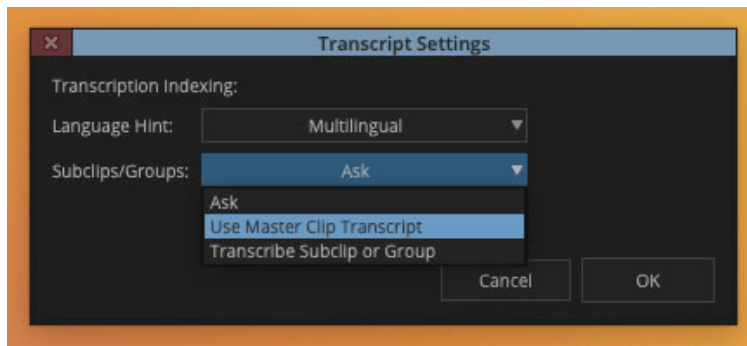 Transcript Settings
Transcription Indexing:
Language Hint: Multilingual
Subclips/Groups: Ask
Ask
Use Master Clip Transcript
Transcribe Subclip or Group
Cancel OK